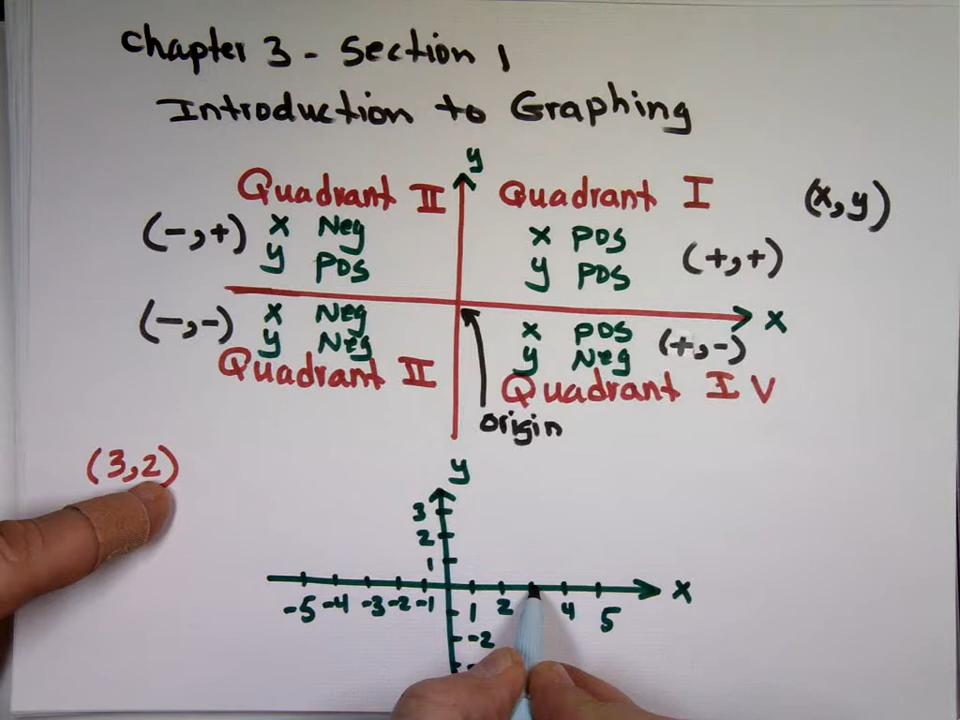 Chapter 3 - Section 1
Introduction to Graphing
y
Quadrant II Quadrant I (x,y)
(-,+) x Neg x POS (+,+)
y POS y POS
x
(-,-) x Neg x POS (+,-)
y Neg y Neg
Quadrant II Quadrant IV
origin
(3,2) y
3
2
1
x
-5 -4 -3 -2 -1 1 2 4 5
-2